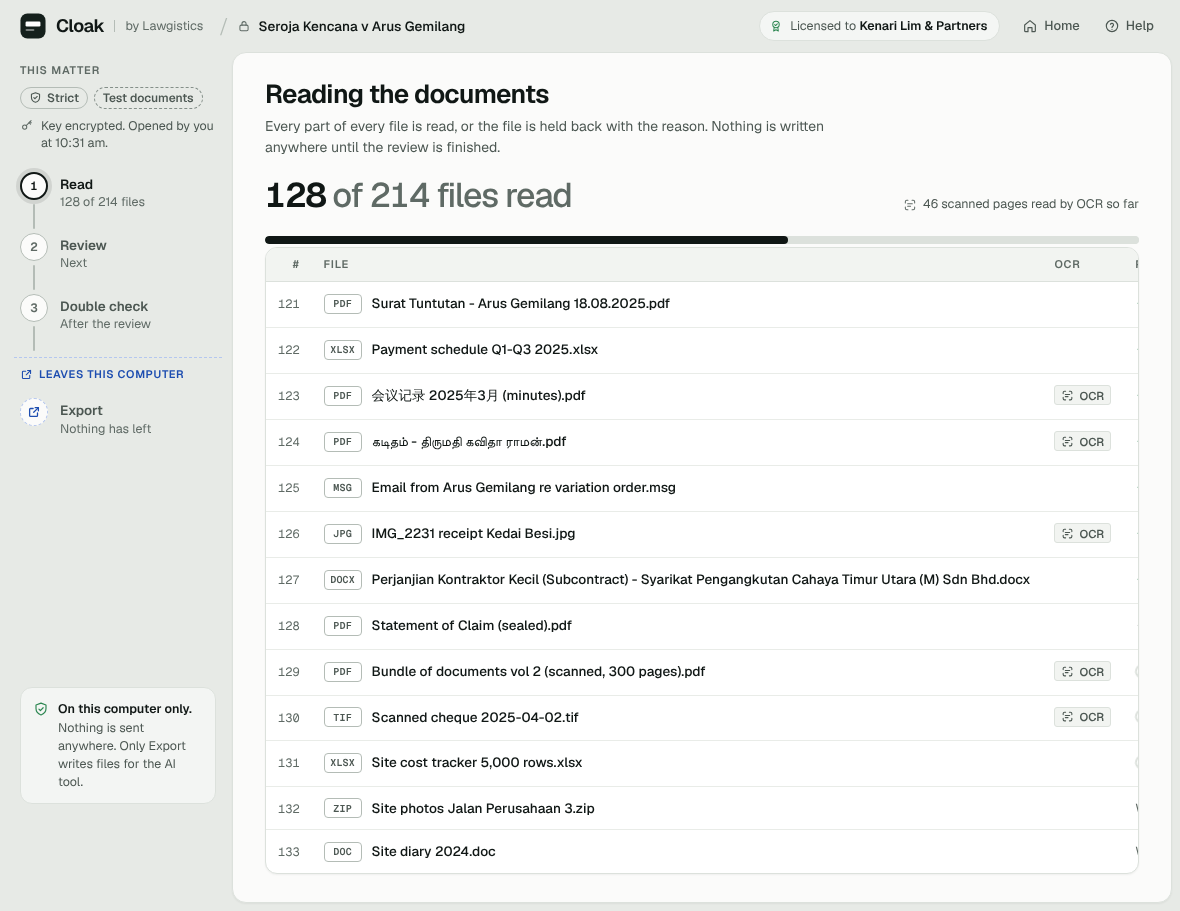 Cloak
by Lawgistics
/
Seroja Kencana v Arus Gemilang
Licensed to Kenari Lim & Partners
Home
Help
THIS MATTER
Strict
Test documents
Key encrypted. Opened by you
at 10:31 am.
1
Read
128 of 214 files
2
Review
Next
3
Double check
After the review
LEAVES THIS COMPUTER
Export
Nothing has left
On this computer only.
Nothing is sent
anywhere. Only Export
writes files for the AI
tool.
Reading the documents
Every part of every file is read, or the file is held back with the reason. Nothing is written
anywhere until the review is finished.
128 of 214 files read
46 scanned pages read by OCR so far
# FILE OCR
121 PDF Surat Tuntutan - Arus Gemilang 18.08.2025.pdf
122 XLSX Payment schedule Q1-Q3 2025.xlsx
123 PDF 会议记录 2025年3月 (minutes).pdf OCR
124 PDF கடிதம் - திருமதி கவிதா ராமன்.pdf OCR
125 MSG Email from Arus Gemilang re variation order.msg
126 JPG IMG_2231 receipt Kedai Besi.jpg OCR
127 DOCX Perjanjian Kontraktor Kecil (Subcontract) - Syarikat Pengangkutan Cahaya Timur Utara (M) Sdn Bhd.docx
128 PDF Statement of Claim (sealed).pdf
129 PDF Bundle of documents vol 2 (scanned, 300 pages).pdf OCR
130 TIF Scanned cheque 2025-04-02.tif OCR
131 XLSX Site cost tracker 5,000 rows.xlsx
132 ZIP Site photos Jalan Perusahaan 3.zip
133 DOC Site diary 2024.doc